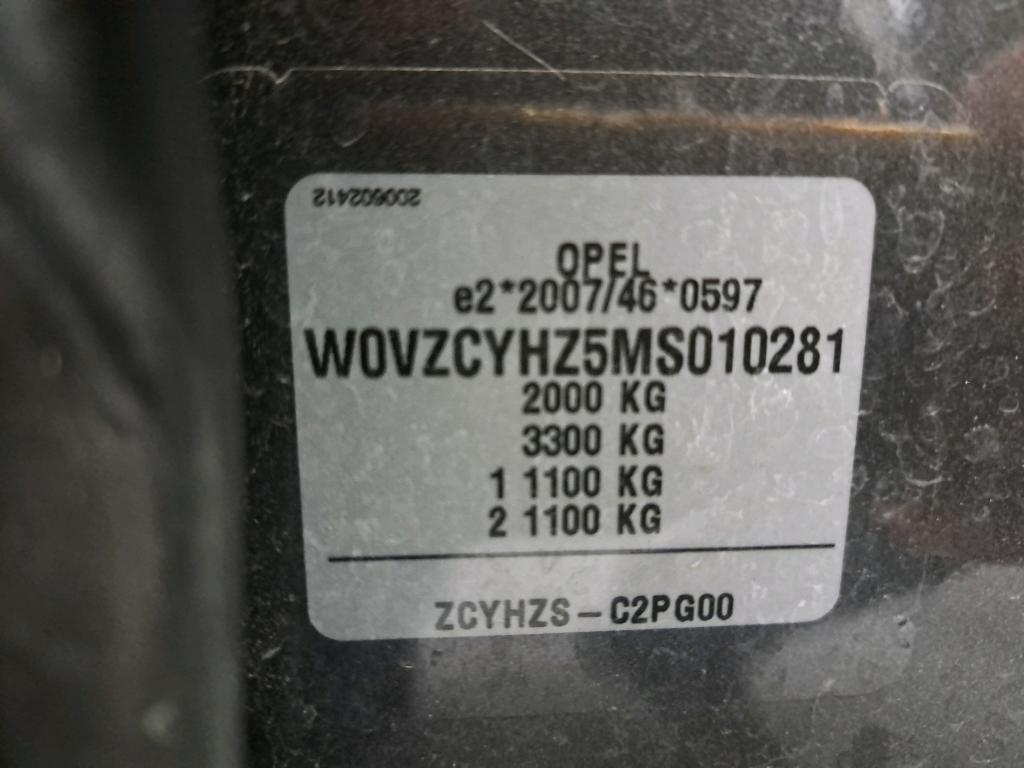 200602412
OPEL
e2*2007/46*0597
W0VZCYHZ5MS010281
2000 KG
3300 KG
1 1100 KG
2 1100 KG
ZCYHZS-C2PG00